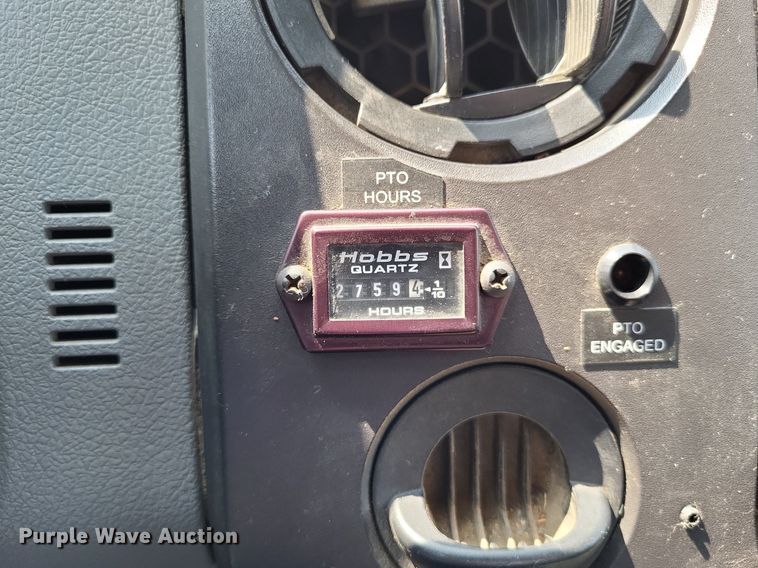 PTO
HOURS
Hobbs
QUARTZ
2 7 5 9 4 ◄ 1/10
HOURS
PTO
ENGAGED
Purple Wave Auction